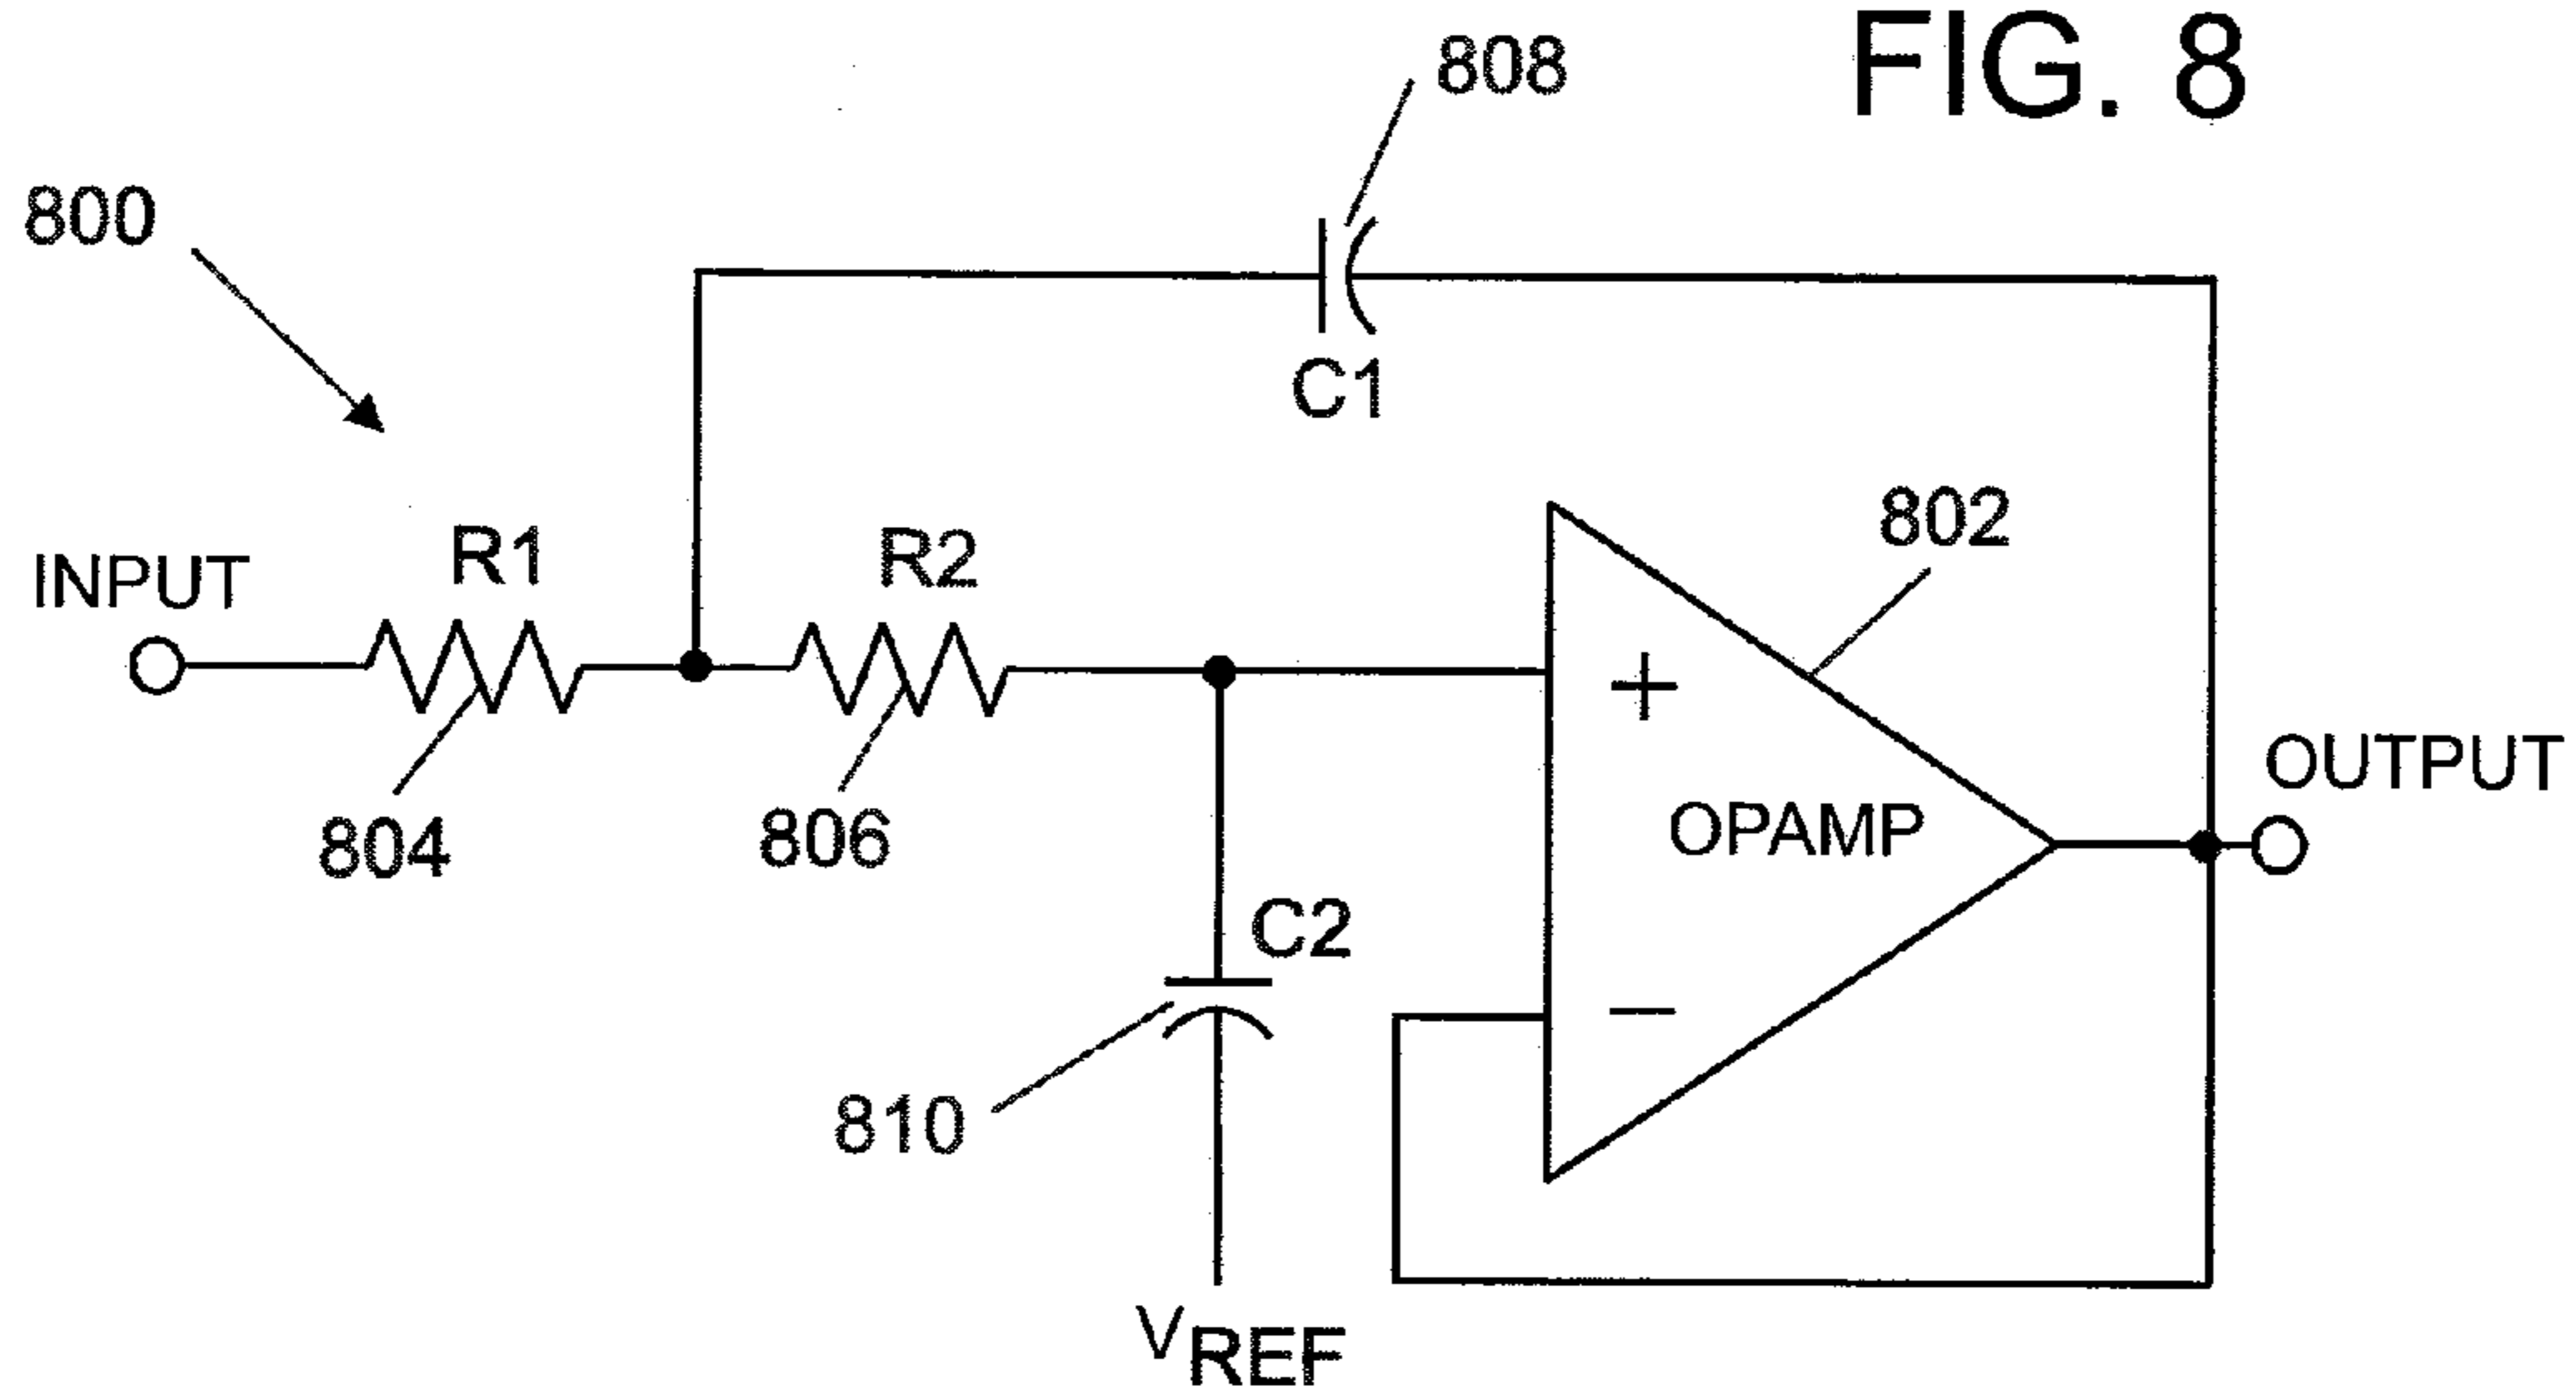 FIG. 8
808
800
C1
802
R1
R2
INPUT
+
OUTPUT
804
806
OPAMP
C2
−
810
VREF